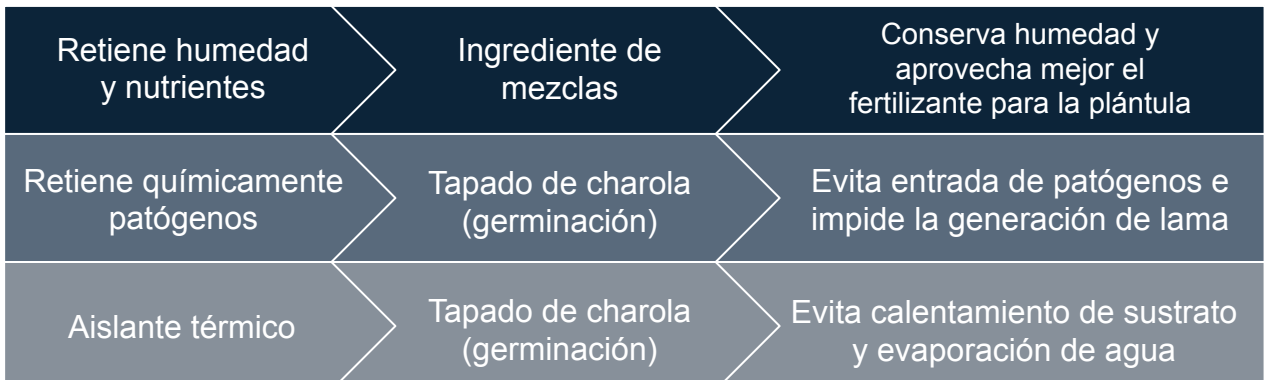 Retiene humedad
y nutrientes
Ingrediente de
mezclas
Conserva humedad y
aprovecha mejor el
fertilizante para la plántula
Retiene químicamente
patógenos
Tapado de charola
(germinación)
Evita entrada de patógenos e
impide la generación de lama
Aislante térmico
Tapado de charola
(germinación)
Evita calentamiento de sustrato
y evaporación de agua